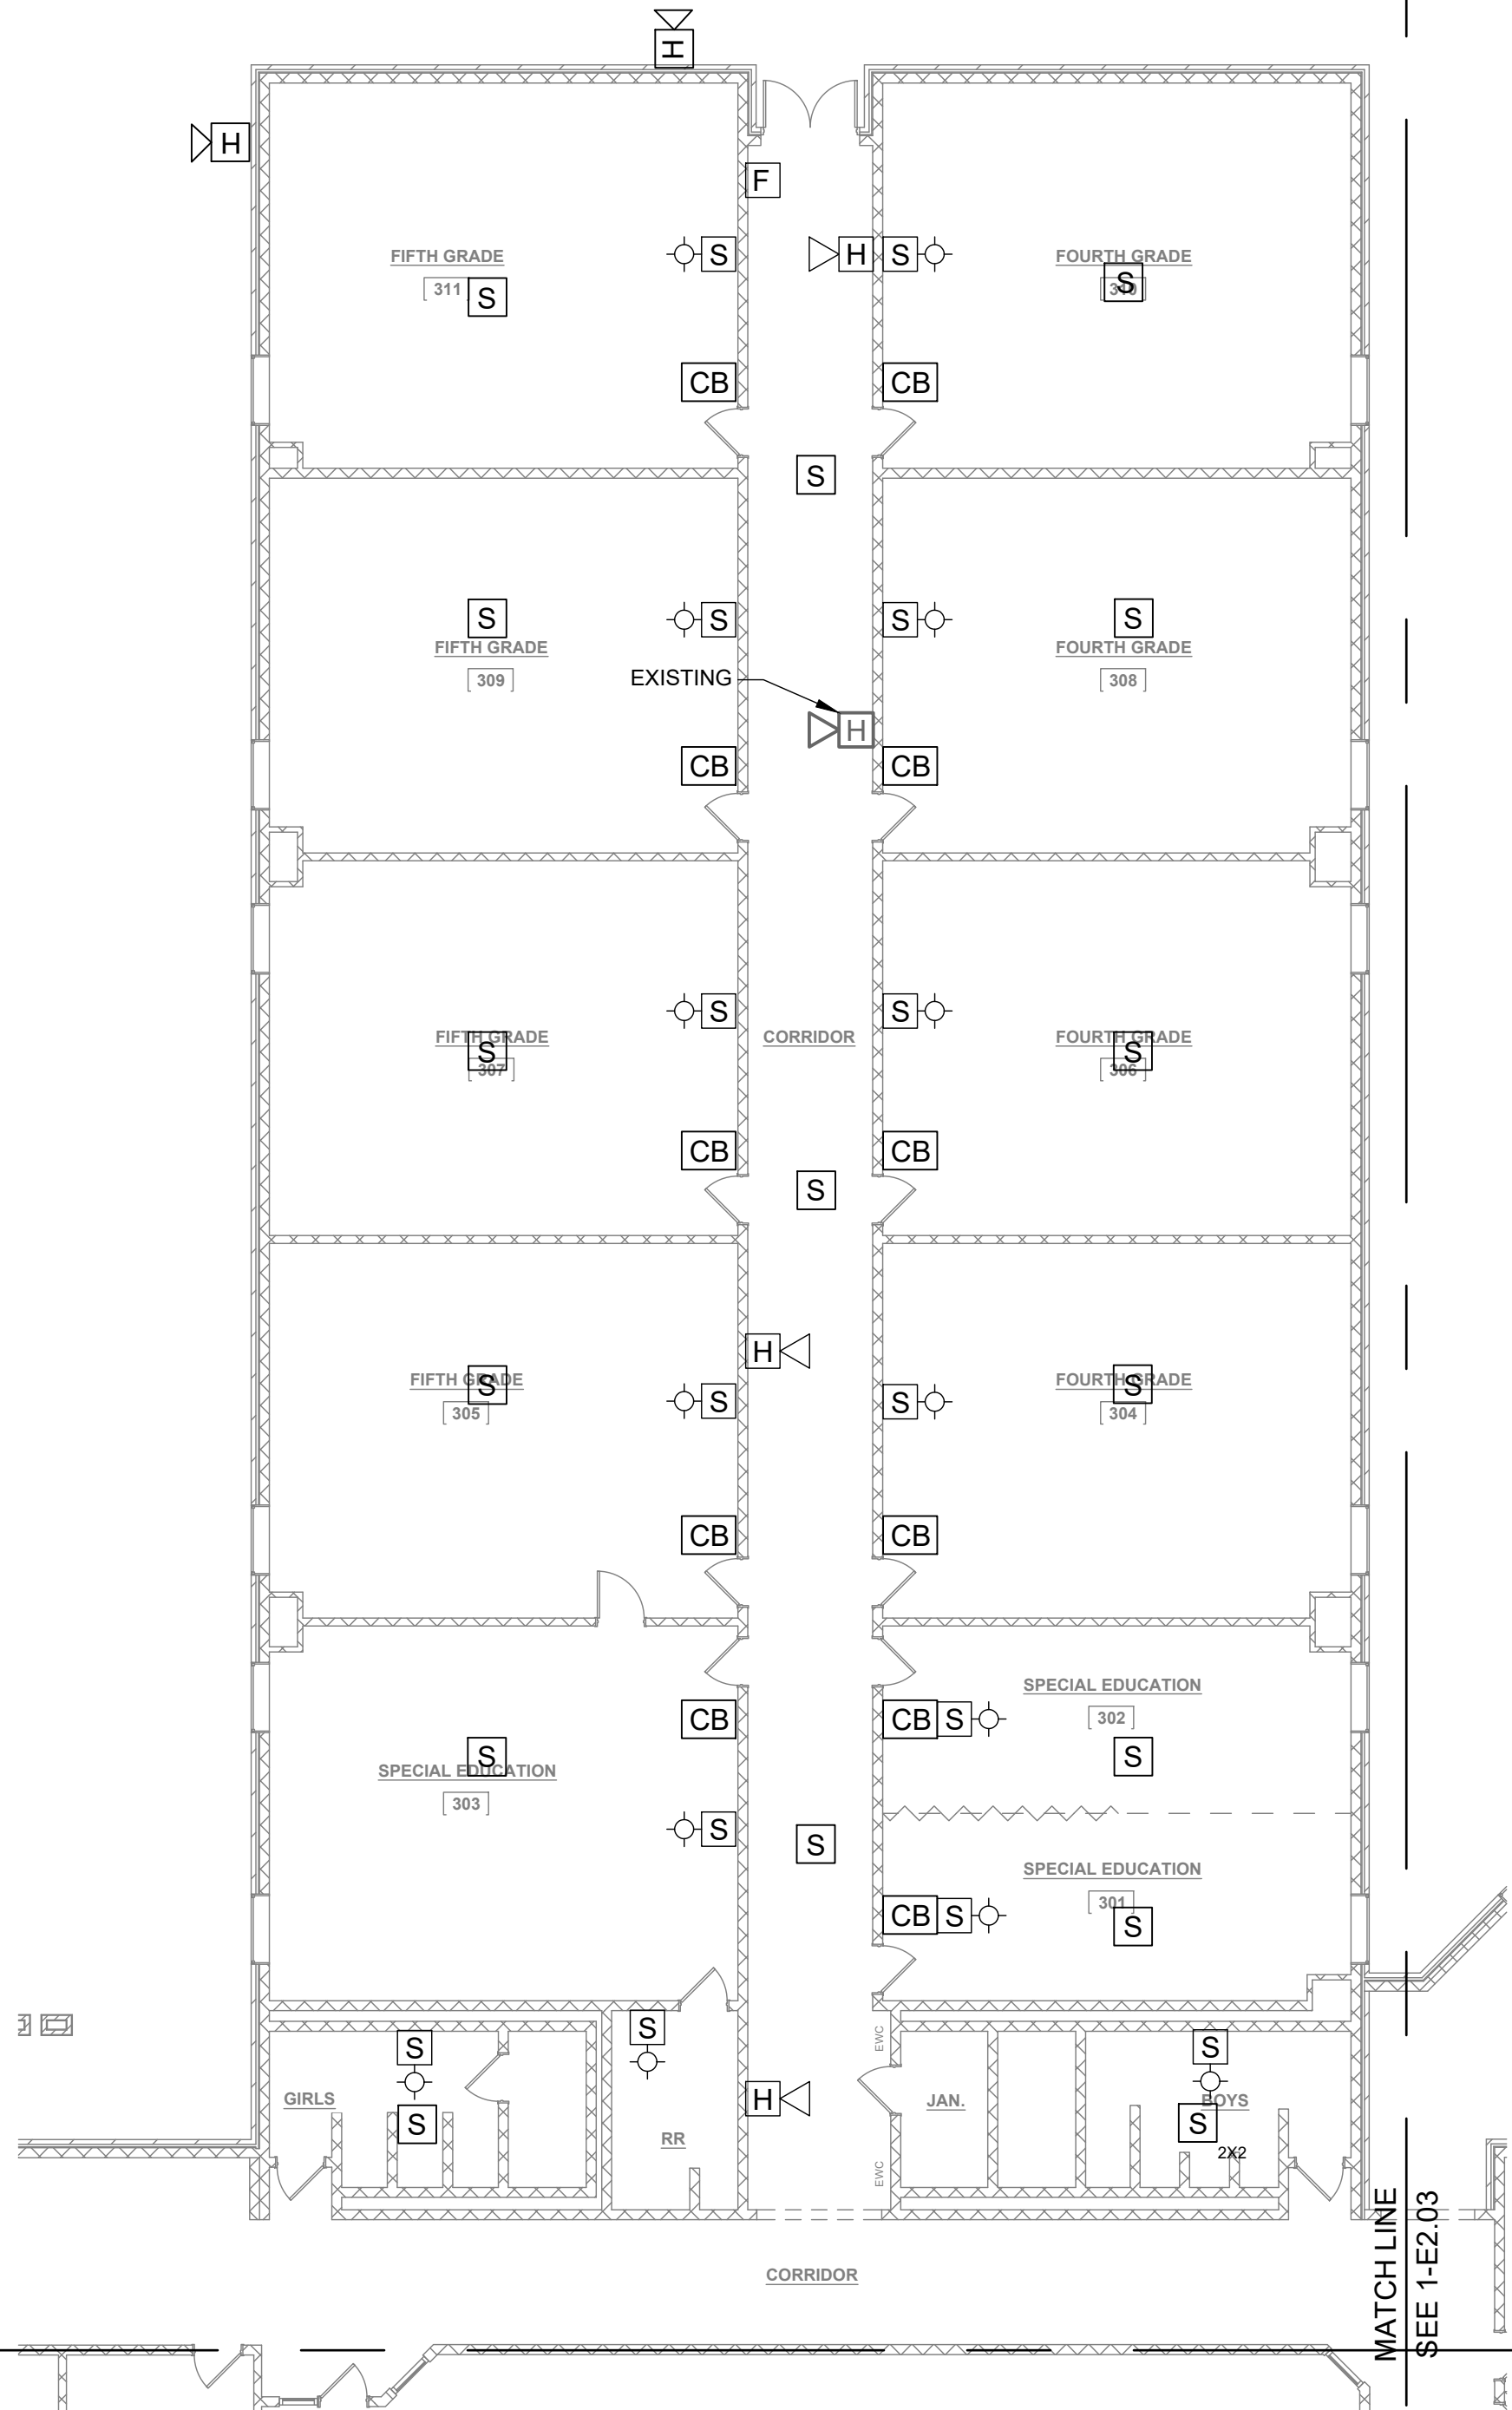 H
H
F
S
H
S
FIFTH GRADE
311
S
FOURTH GRADE
310
S
CB
CB
S
S
S
S
S
FIFTH GRADE
309
FOURTH GRADE
308
EXISTING
H
CB
CB
S
S
FIFTH GRADE
307
S
CORRIDOR
FOURTH GRADE
306
S
CB
CB
S
H
FIFTH GRADE
305
S
S
S
FOURTH GRADE
304
S
CB
CB
SPECIAL EDUCATION
302
CB
CB
S
S
S
SPECIAL EDUCATION
303
S
S
SPECIAL EDUCATION
301
CB
S
S
S
S
EWC
S
GIRLS
S
H
JAN.
BOYS
S
RR
2X2
EWC
CORRIDOR
MATCH LINE
SEE 1-E2.03